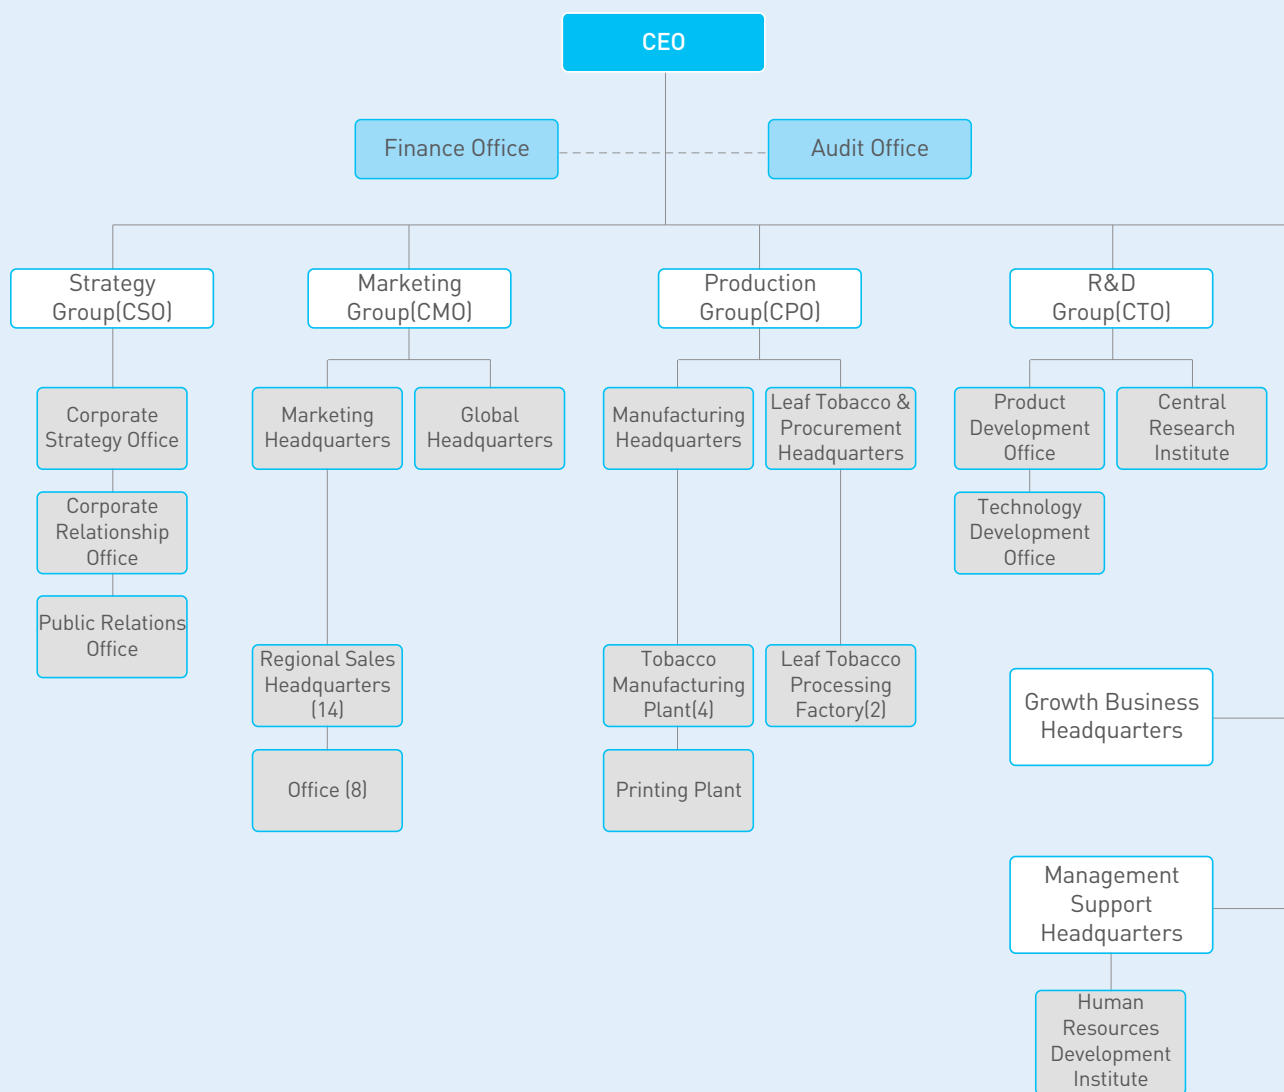 CEO
Finance Office
Audit Office
Strategy
Group(CSO)
Marketing
Group(CMO)
Production
Group(CPO)
R&D
Group(CTO)
Corporate
Strategy Office
Marketing
Headquarters
Global
Headquarters
Manufacturing
Headquarters
Leaf Tobacco &
Procurement
Headquarters
Product
Development
Office
Central
Research
Institute
Corporate
Relationship
Office
Technology
Development
Office
Public Relations
Office
Regional Sales
Headquarters
(14)
Tobacco
Manufacturing
Plant(4)
Leaf Tobacco
Processing
Factory(2)
Growth Business
Headquarters
Office (8)
Printing Plant
Management
Support
Headquarters
Human
Resources
Development
Institute